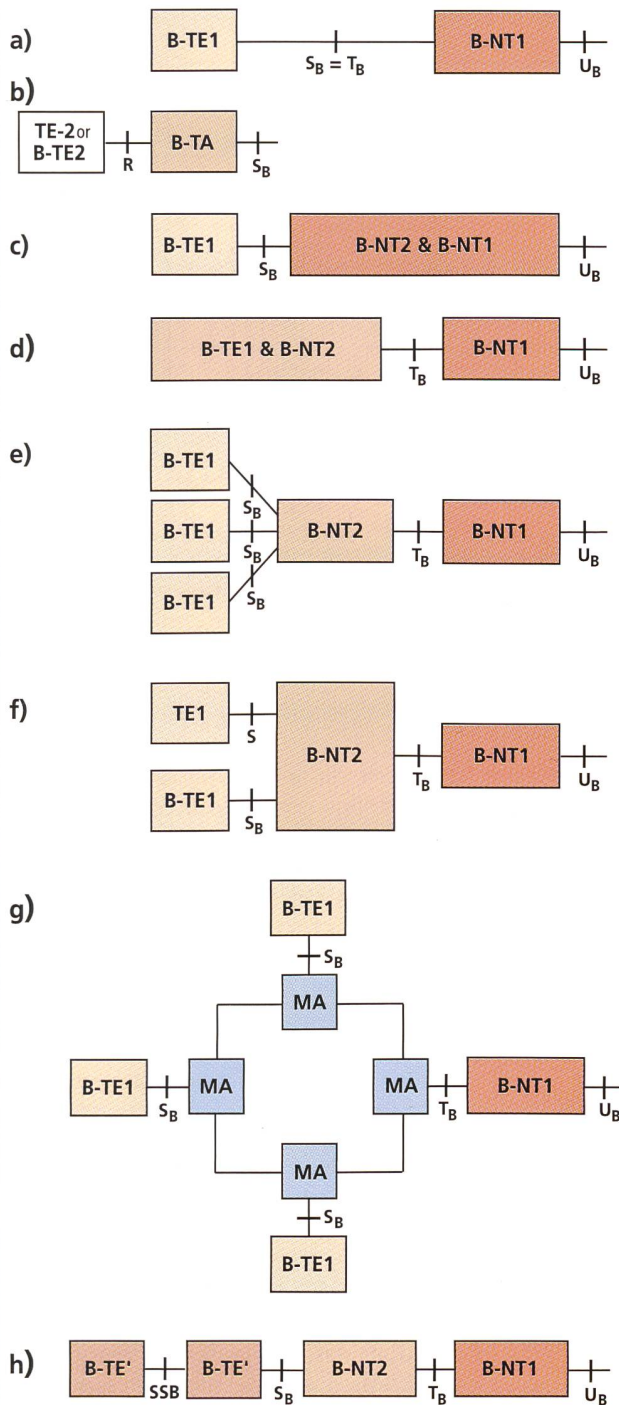 a)
B-TE1
S_B = T_B
B-NT1
U_B
b)
TE-2 or
B-TE2
R
B-TA
S_B
c)
B-TE1
S_B
B-NT2 & B-NT1
U_B
d)
B-TE1 & B-NT2
T_B
B-NT1
U_B
e)
B-TE1
S_B
B-TE1
S_B
B-TE1
S_B
B-NT2
T_B
B-NT1
U_B
f)
TE1
S
B-TE1
S_B
B-NT2
T_B
B-NT1
U_B
g)
B-TE1
S_B
MA
B-TE1
S_B
MA
MA
T_B
B-NT1
U_B
MA
S_B
B-TE1
h)
B-TE'
SSB
B-TE'
S_B
B-NT2
T_B
B-NT1
U_B